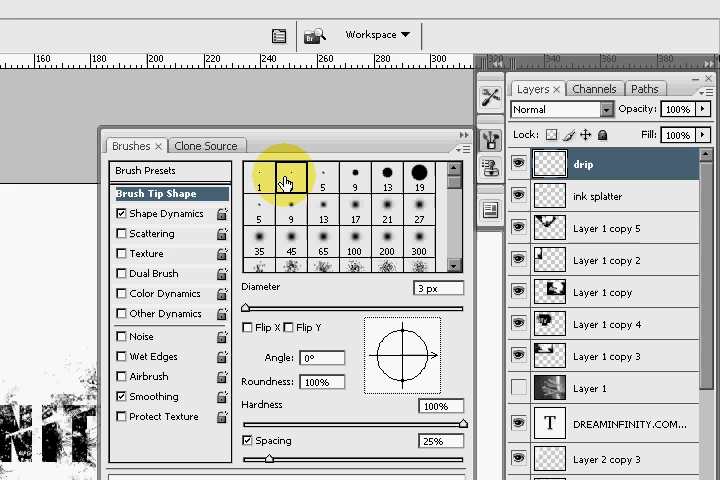 Br Workspace
160 180 200 220 240 260 280 300 320 340 360
Brushes × Clone Source
Brush Presets
Brush Tip Shape
Shape Dynamics
Scattering
Texture
Dual Brush
Color Dynamics
Other Dynamics
Noise
Wet Edges
Airbrush
Smoothing
Protect Texture
1 5 9 13 19
5 9 13 17 21 27
35 45 65 100 200 300
Diameter 3 px
Flip X Flip Y
Angle: 0°
Roundness: 100%
Hardness 100%
Spacing 25%
Layers × Channels Paths
Normal Opacity: 100%
Lock: Fill: 100%
drip
ink splatter
Layer 1 copy 5
Layer 1 copy 2
Layer 1 copy
Layer 1 copy 4
Layer 1 copy 3
Layer 1
T DREAMINFINITY.COM...
Layer 2 copy 3